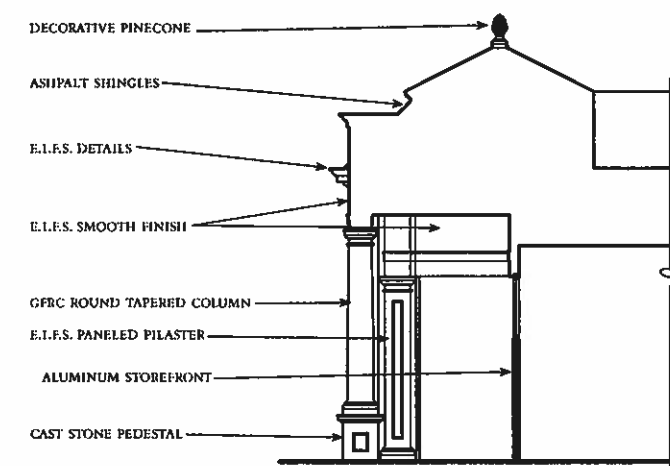 DECORATIVE PINECONE
ASHPALT SHINGLES
E.I.F.S. DETAILS
E.I.F.S. SMOOTH FINISH
GFRC ROUND TAPERED COLUMN
E.I.F.S. PANELED PILASTER
ALUMINUM STOREFRONT
CAST STONE PEDESTAL